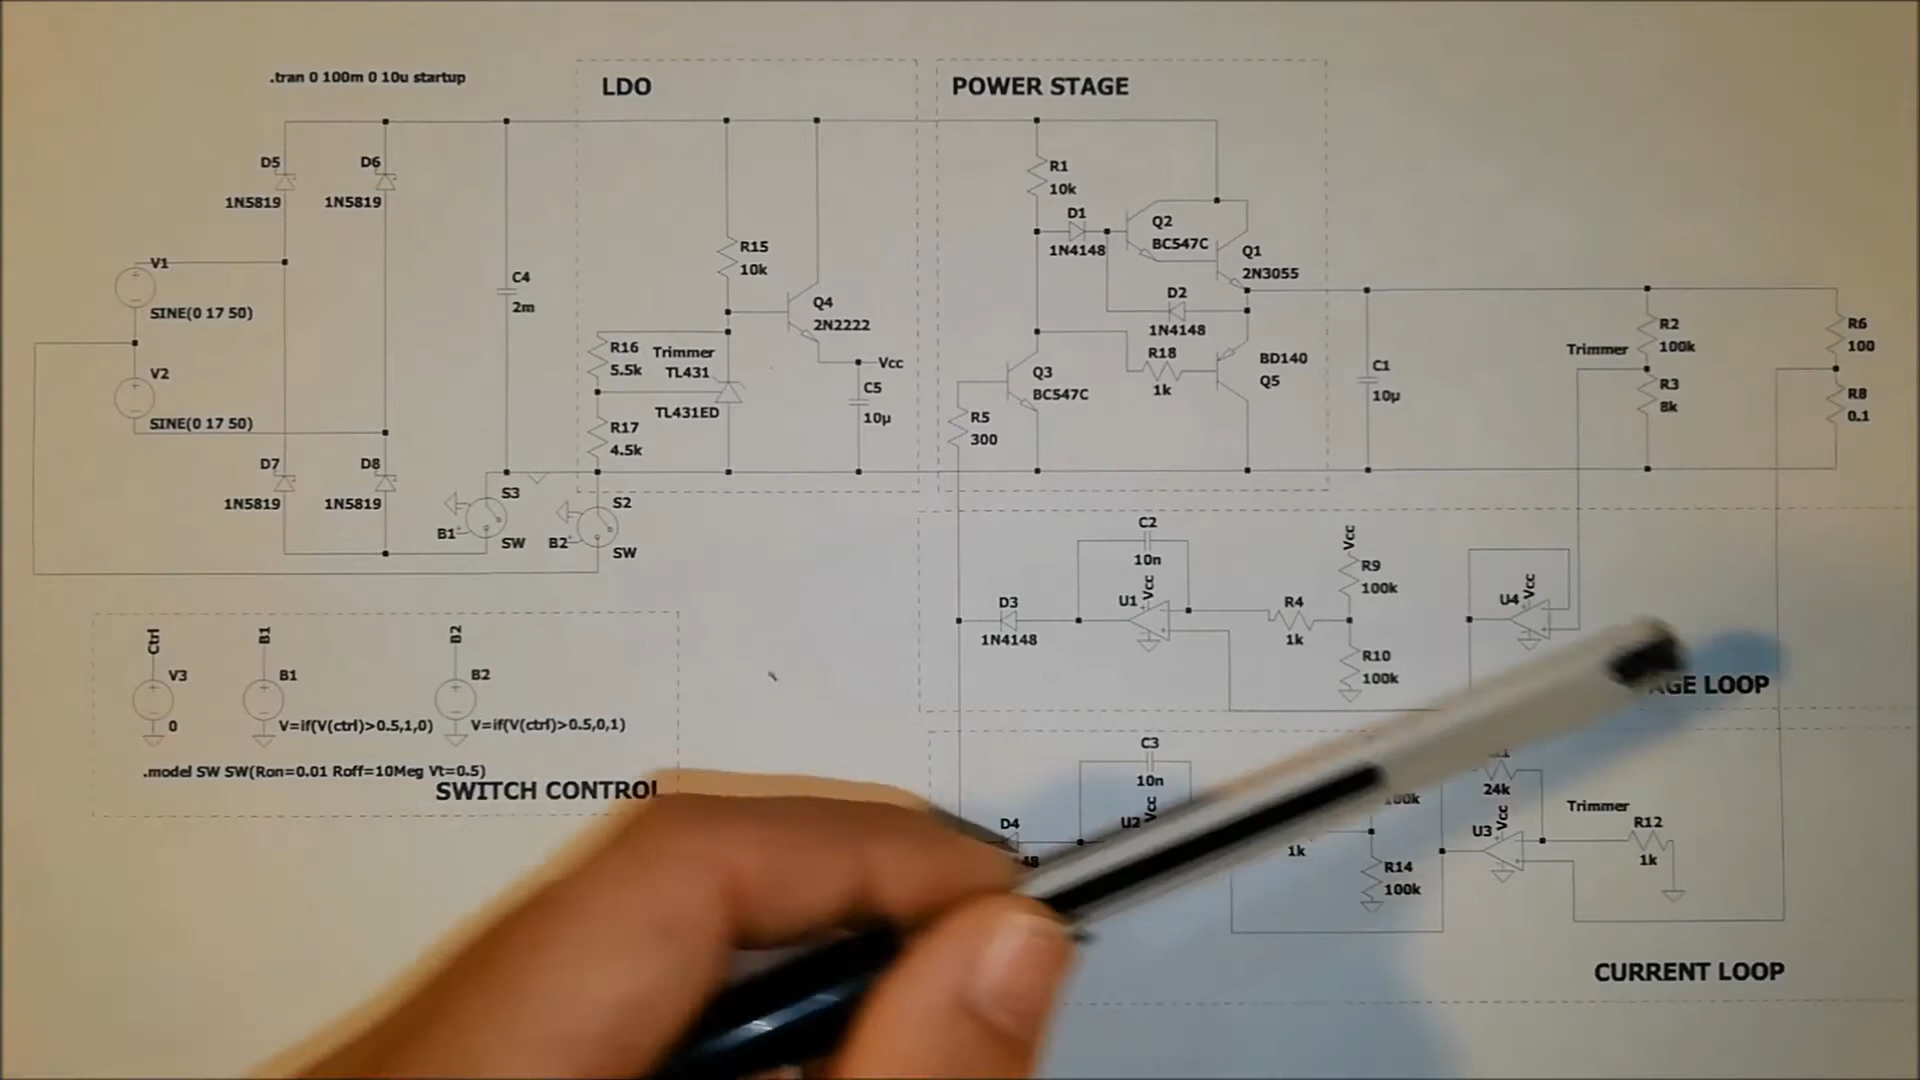 .tran 0 100m 0 10u startup
LDO
POWER STAGE
D5
1N5819
D6
1N5819
V1
SINE(0 17 50)
V2
SINE(0 17 50)
D7
1N5819
D8
1N5819
C4
2m
S3
B1
SW
S2
B2
SW
R15
10k
Q4
2N2222
R16
5.5k
Trimmer
TL431
TL431ED
R17
4.5k
Vcc
C5
10µ
R1
10k
D1
1N4148
Q2
BC547C
Q1
2N3055
D2
1N4148
R18
1k
BD140
Q5
Q3
BC547C
R5
300
C1
10µ
Trimmer
R2
100k
R3
8k
R6
100
R8
0.1
C2
10n
Vcc
U1
D3
1N4148
R4
1k
Vcc
R9
100k
R10
100k
Vcc
U4
LOOP
Ctrl
V3
0
B1
B1
V=if(V(ctrl)>0.5,1,0)
B2
B2
V=if(V(ctrl)>0.5,0,1)
.model SW SW(Ron=0.01 Roff=10Meg Vt=0.5)
SWITCH CONTROL
C3
10n
Vcc
U2
D4
1k
R14
100k
24k
Vcc
U3
Trimmer
R12
1k
CURRENT LOOP